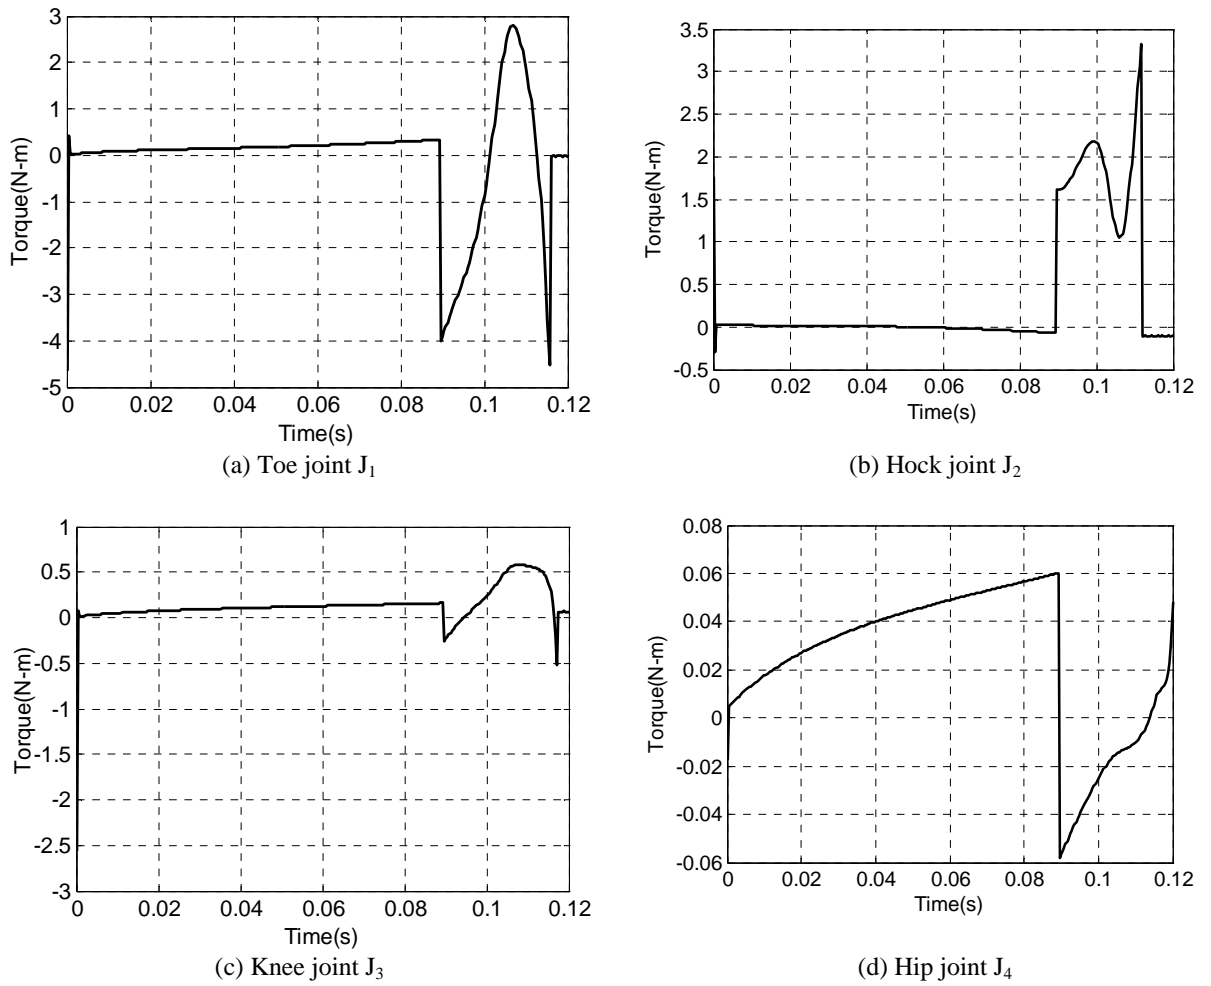 3
2
1
0
-1
-2
-3
-4
-5
Torque(N-m)
0 0.02 0.04 0.06 0.08 0.1 0.12
Time(s)
(a) Toe joint J1
3.5
3
2.5
2
1.5
1
0.5
0
-0.5
Torque(N-m)
0 0.02 0.04 0.06 0.08 0.1 0.12
Time(s)
(b) Hock joint J2
1
0.5
0
-0.5
-1
-1.5
-2
-2.5
-3
Torque(N-m)
0 0.02 0.04 0.06 0.08 0.1 0.12
Time(s)
(c) Knee joint J3
0.08
0.06
0.04
0.02
0
-0.02
-0.04
-0.06
Torque(N-m)
0 0.02 0.04 0.06 0.08 0.1 0.12
Time(s)
(d) Hip joint J4